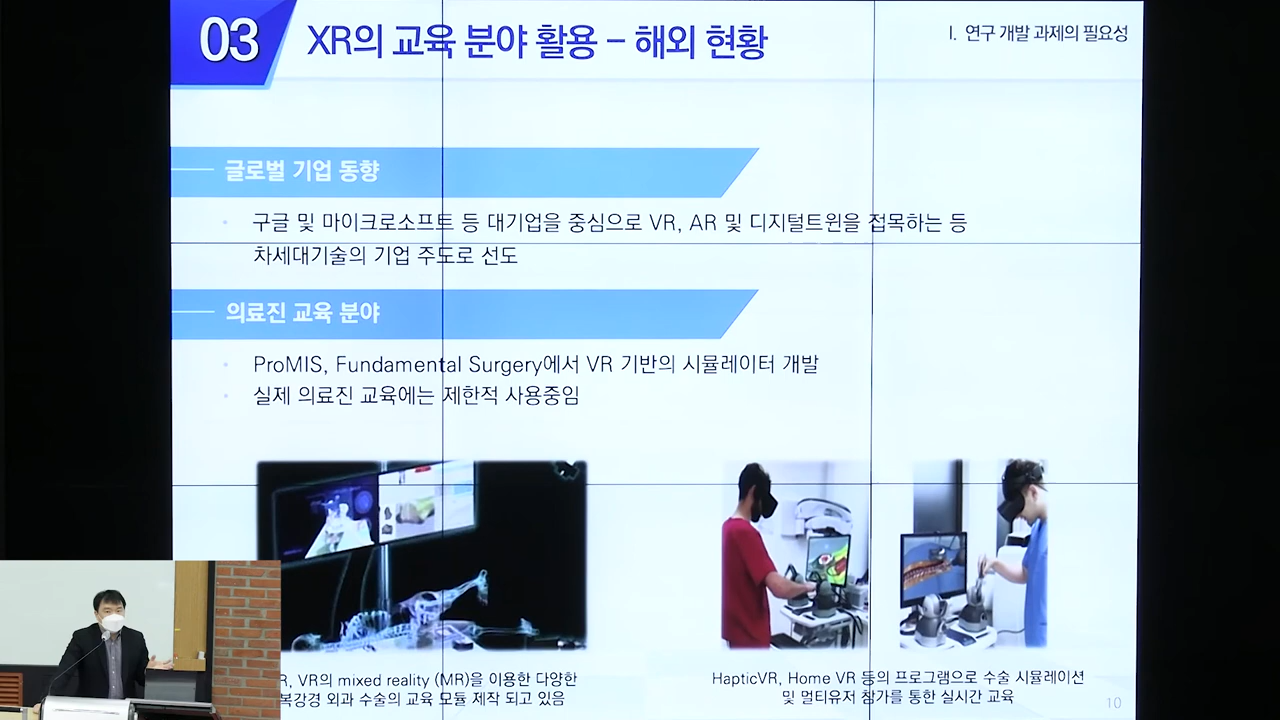 03
XR의 교육 분야 활용 - 해외 현황
I. 연구 개발 과제의 필요성
글로벌 기업 동향
구글 및 마이크로소프트 등 대기업을 중심으로 VR, AR 및 디지털트윈을 접목하는 등
차세대기술의 기업 주도로 선도
의료진 교육 분야
ProMIS, Fundamental Surgery에서 VR 기반의 시뮬레이터 개발
실제 의료진 교육에는 제한적 사용중임
R, VR의 mixed reality (MR)을 이용한 다양한
복강경 외과 수술의 교육 모듈 제작 되고 있음
HapticVR, Home VR 등의 프로그램으로 수술 시뮬레이션
및 멀티유저 참가를 통한 실시간 교육
10